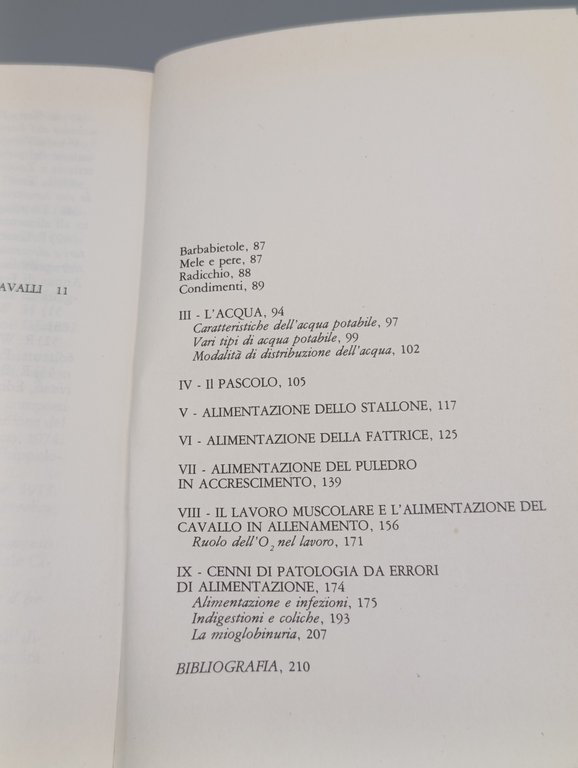 AVALLI 11
Barbabietole, 87
Mele e pere, 87
Radicchio, 88
Condimenti, 89
III - L'ACQUA, 94
Caratteristiche dell'acqua potabile, 97
Vari tipi di acqua potabile, 99
Modalità di distribuzione dell'acqua, 102
IV - Il PASCOLO, 105
V - ALIMENTAZIONE DELLO STALLONE, 117
VI - ALIMENTAZIONE DELLA FATTRICE, 125
VII - ALIMENTAZIONE DEL PULEDRO
IN ACCRESCIMENTO, 139
VIII - IL LAVORO MUSCOLARE E L'ALIMENTAZIONE DEL
CAVALLO IN ALLENAMENTO, 156
Ruolo dell'O₂ nel lavoro, 171
IX - CENNI DI PATOLOGIA DA ERRORI
DI ALIMENTAZIONE, 174
Alimentazione e infezioni, 175
Indigestioni e coliche, 193
La mioglobinuria, 207
BIBLIOGRAFIA, 210